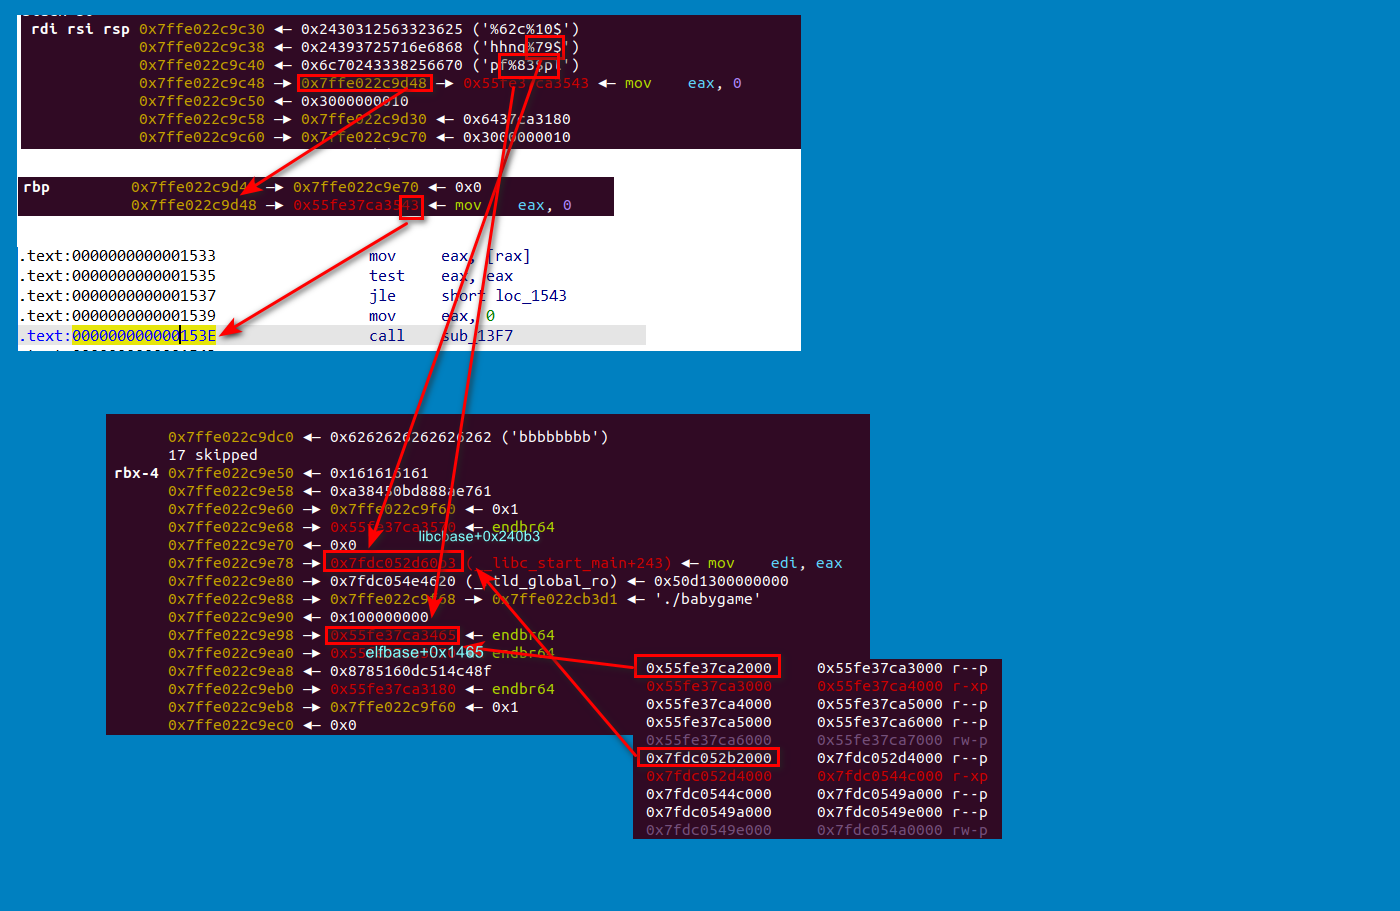 rdi rsi rsp 0x7ffe022c9c30 ◂— 0x2430312563323625 ('%62c%10$')
0x7ffe022c9c38 ◂— 0x24393725716e6868 ('hhnq%79$')
0x7ffe022c9c40 ◂— 0x6c70243338256670 ('pf%83$pl')
0x7ffe022c9c48 —▸ 0x7ffe022c9d48 —▸ 0x55fe37ca3543 ◂— mov eax, 0
0x7ffe022c9c50 ◂— 0x3000000010
0x7ffe022c9c58 —▸ 0x7ffe022c9d30 ◂— 0x6437ca3180
0x7ffe022c9c60 —▸ 0x7ffe022c9c70 ◂— 0x3000000010
rbp 0x7ffe022c9d4 —▸ 0x7ffe022c9e70 ◂— 0x0
0x7ffe022c9d48 —▸ 0x55fe37ca3543 ◂— mov eax, 0
.text:0000000000001533 mov eax, [rax]
.text:0000000000001535 test eax, eax
.text:0000000000001537 jle short loc_1543
.text:0000000000001539 mov eax, 0
.text:000000000000153E call sub_13F7
0x7ffe022c9dc0 ◂— 0x6262626262626262 ('bbbbbbbb')
17 skipped
rbx-4 0x7ffe022c9e50 ◂— 0x161616161
0x7ffe022c9e58 ◂— 0xa38450bd888ae761
0x7ffe022c9e60 —▸ 0x7ffe022c9f60 ◂— 0x1
0x7ffe022c9e68 —▸ 0x55fe37ca3570 ◂— endbr64
libcbase+0x240b3
0x7ffe022c9e70 ◂— 0x0
0x7ffe022c9e78 —▸ 0x7fdc052d60b3 (__libc_start_main+243) ◂— mov edi, eax
0x7ffe022c9e80 —▸ 0x7fdc054e4620 (_rtld_global_ro) ◂— 0x50d1300000000
0x7ffe022c9e88 —▸ 0x7ffe022c9f68 —▸ 0x7ffe022cb3d1 ◂— './babygame'
0x7ffe022c9e90 ◂— 0x100000000
0x7ffe022c9e98 —▸ 0x55fe37ca3465 ◂— endbr64
elfbase+0x1465
0x7ffe022c9ea0 —▸ 0x55 endbr64
0x7ffe022c9ea8 ◂— 0x8785160dc514c48f
0x7ffe022c9eb0 —▸ 0x55fe37ca3180 ◂— endbr64
0x7ffe022c9eb8 —▸ 0x7ffe022c9f60 ◂— 0x1
0x7ffe022c9ec0 ◂— 0x0
0x55fe37ca2000 0x55fe37ca3000 r--p
0x55fe37ca3000 0x55fe37ca4000 r-xp
0x55fe37ca4000 0x55fe37ca5000 r--p
0x55fe37ca5000 0x55fe37ca6000 r--p
0x55fe37ca6000 0x55fe37ca7000 rw-p
0x7fdc052b2000 0x7fdc052d4000 r--p
0x7fdc052d4000 0x7fdc0544c000 r-xp
0x7fdc0544c000 0x7fdc0549a000 r--p
0x7fdc0549a000 0x7fdc0549e000 r--p
0x7fdc0549e000 0x7fdc054a0000 rw-p